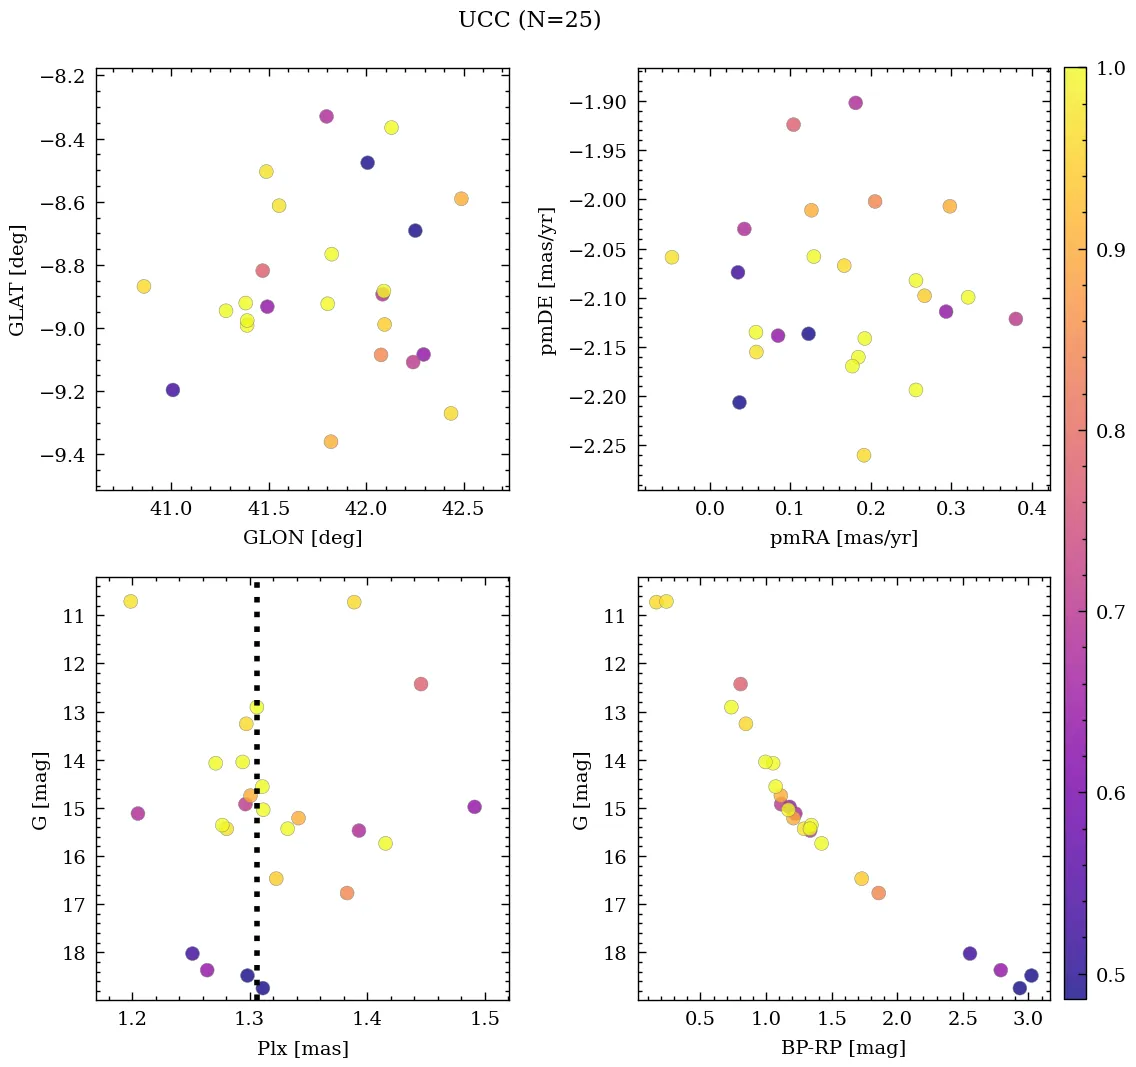 UCC (N=25)
−8.2
−8.4
−8.6
−8.8
−9.0
−9.2
−9.4
GLAT [deg]
41.0 41.5 42.0 42.5
GLON [deg]
−1.90
−1.95
−2.00
−2.05
−2.10
−2.15
−2.20
−2.25
pmDE [mas/yr]
0.0 0.1 0.2 0.3 0.4
pmRA [mas/yr]
11
12
13
14
15
16
17
18
G [mag]
1.2 1.3 1.4 1.5
Plx [mas]
11
12
13
14
15
16
17
18
G [mag]
0.5 1.0 1.5 2.0 2.5 3.0
BP-RP [mag]
1.0
0.9
0.8
0.7
0.6
0.5